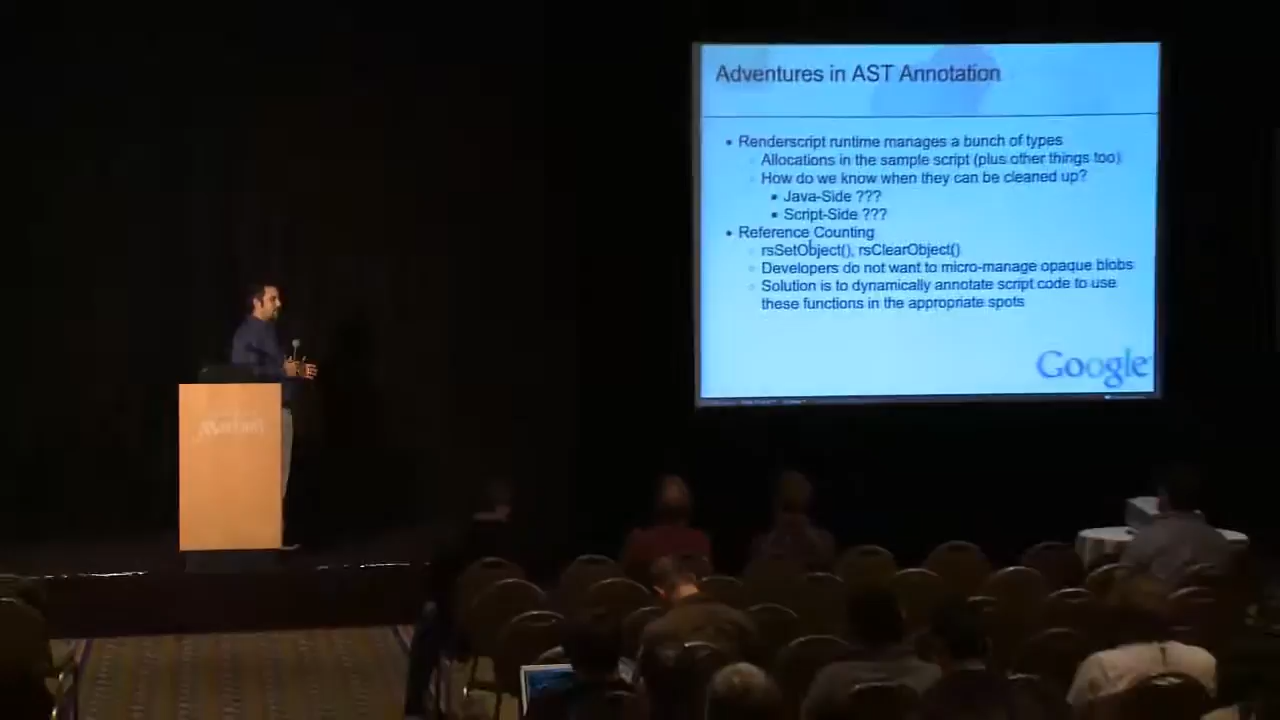 Adventures in AST Annotation
Renderscript runtime manages a bunch of types
Allocations in the sample script (plus other things too)
How do we know when they can be cleaned up?
Java-Side ???
Script-Side ???
Reference Counting
rsSetObject(), rsClearObject()
Developers do not want to micro-manage opaque blobs
Solution is to dynamically annotate script code to use
these functions in the appropriate spots
Google